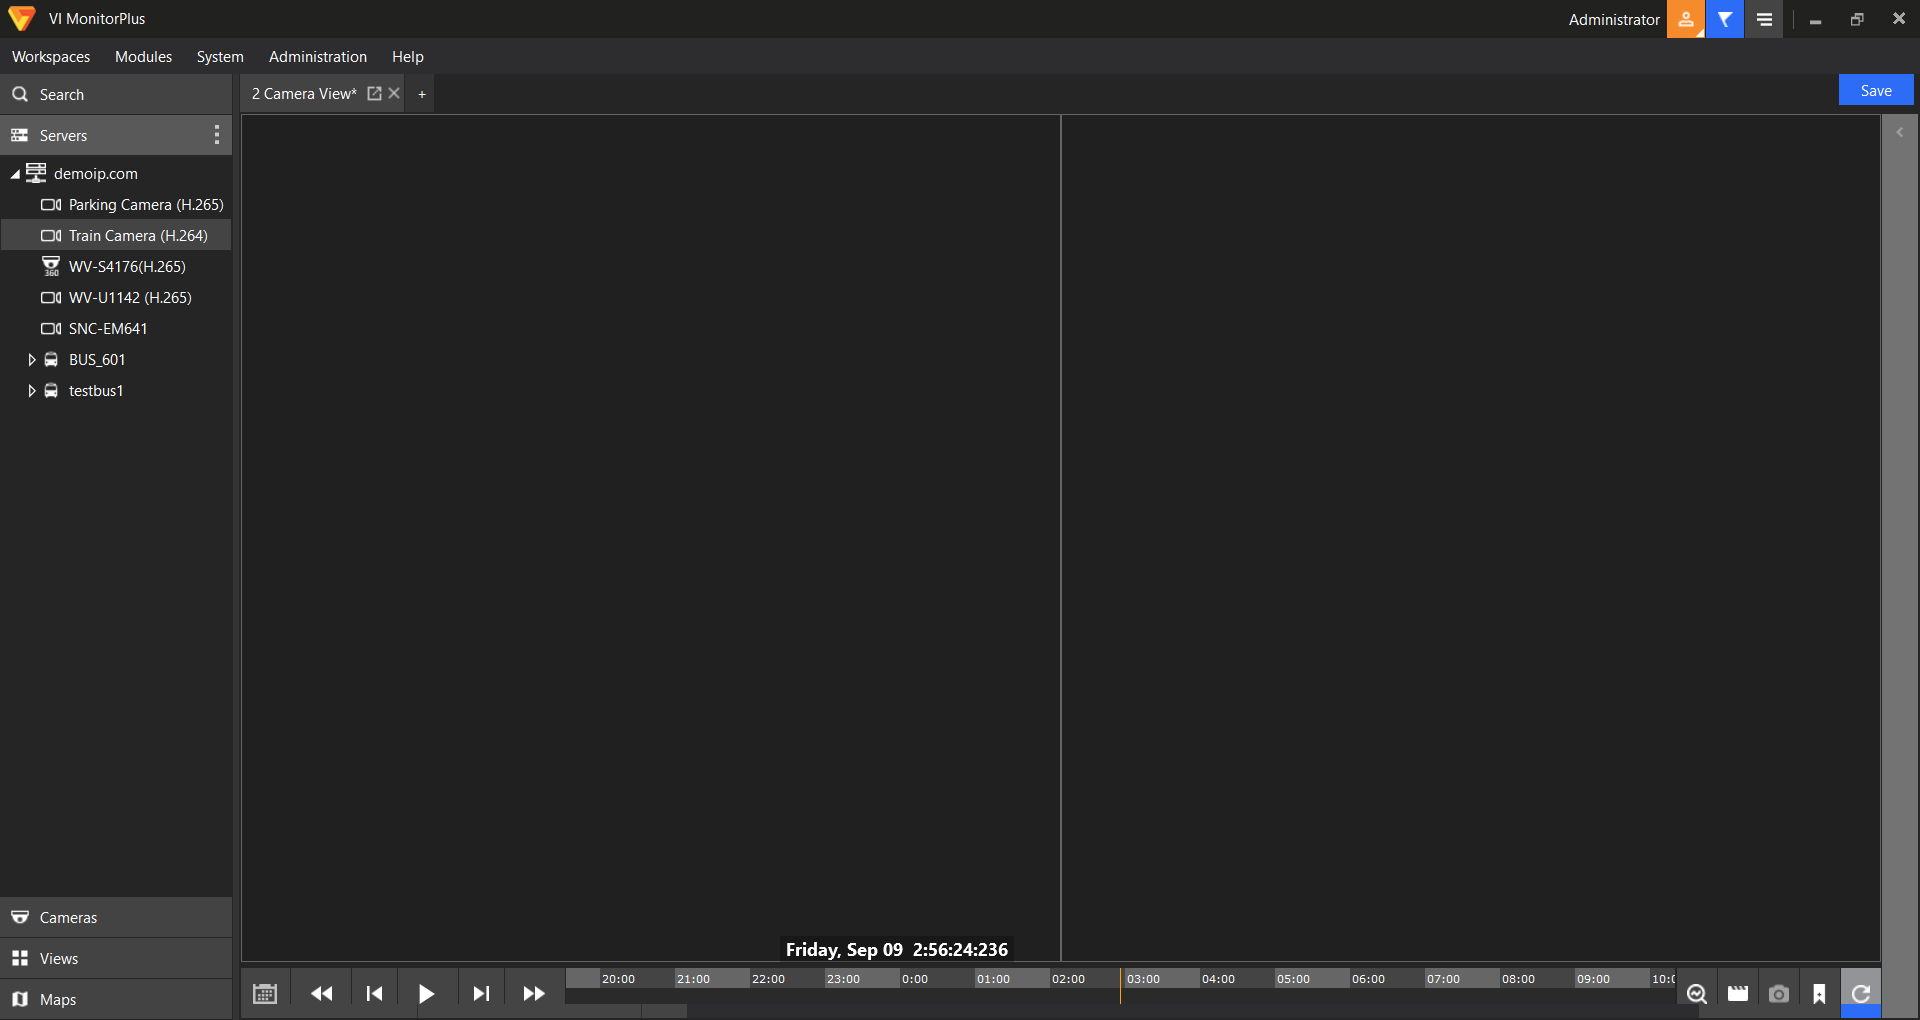 VI MonitorPlus
Administrator
Workspaces Modules System Administration Help
Search
2 Camera View* +
Save
Servers
demoip.com
Parking Camera (H.265)
Train Camera (H.264)
360 WV-S4176(H.265)
WV-U1142 (H.265)
SNC-EM641
BUS_601
testbus1
Cameras
Views
Maps
Friday, Sep 09 2:56:24:236
20:00 21:00 22:00 23:00 0:00 01:00 02:00 03:00 04:00 05:00 06:00 07:00 08:00 09:00